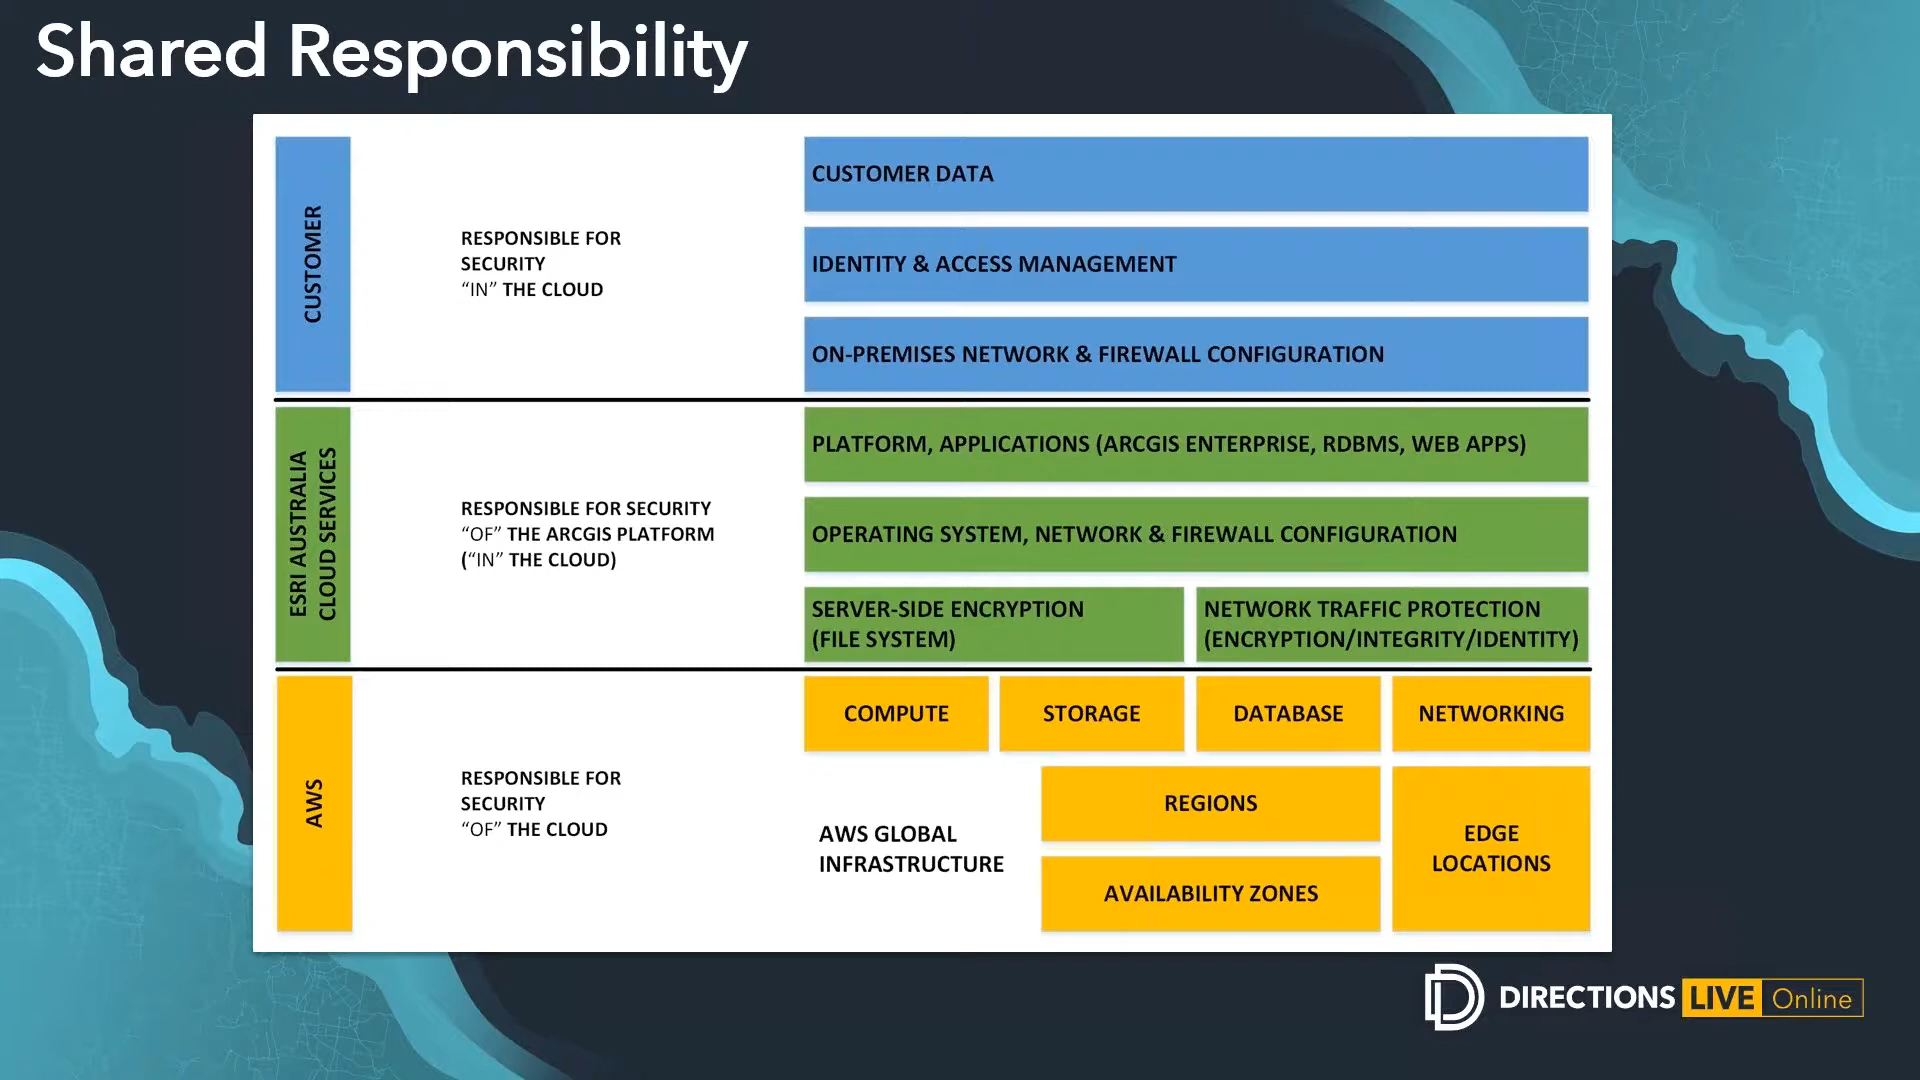 Shared Responsibility
CUSTOMER
RESPONSIBLE FOR
SECURITY
“IN” THE CLOUD
CUSTOMER DATA
IDENTITY & ACCESS MANAGEMENT
ON-PREMISES NETWORK & FIREWALL CONFIGURATION
ESRI AUSTRALIA
CLOUD SERVICES
RESPONSIBLE FOR SECURITY
“OF” THE ARCGIS PLATFORM
(“IN” THE CLOUD)
PLATFORM, APPLICATIONS (ARCGIS ENTERPRISE, RDBMS, WEB APPS)
OPERATING SYSTEM, NETWORK & FIREWALL CONFIGURATION
SERVER-SIDE ENCRYPTION
(FILE SYSTEM)
NETWORK TRAFFIC PROTECTION
(ENCRYPTION/INTEGRITY/IDENTITY)
AWS
RESPONSIBLE FOR
SECURITY
“OF” THE CLOUD
COMPUTE
STORAGE
DATABASE
NETWORKING
AWS GLOBAL
INFRASTRUCTURE
REGIONS
AVAILABILITY ZONES
EDGE
LOCATIONS
DIRECTIONS LIVE Online